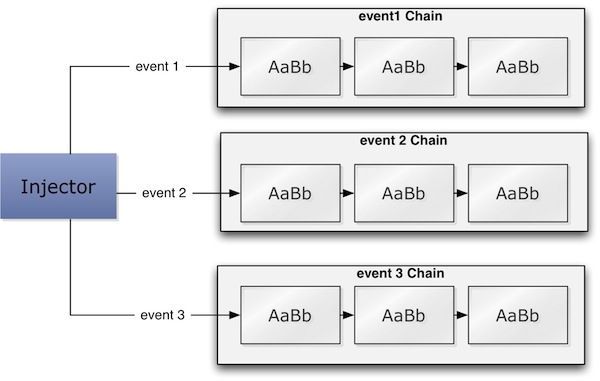 event1 Chain
event 1
AaBb
AaBb
AaBb
event 2 Chain
Injector
event 2
AaBb
AaBb
AaBb
event 3 Chain
event 3
AaBb
AaBb
AaBb